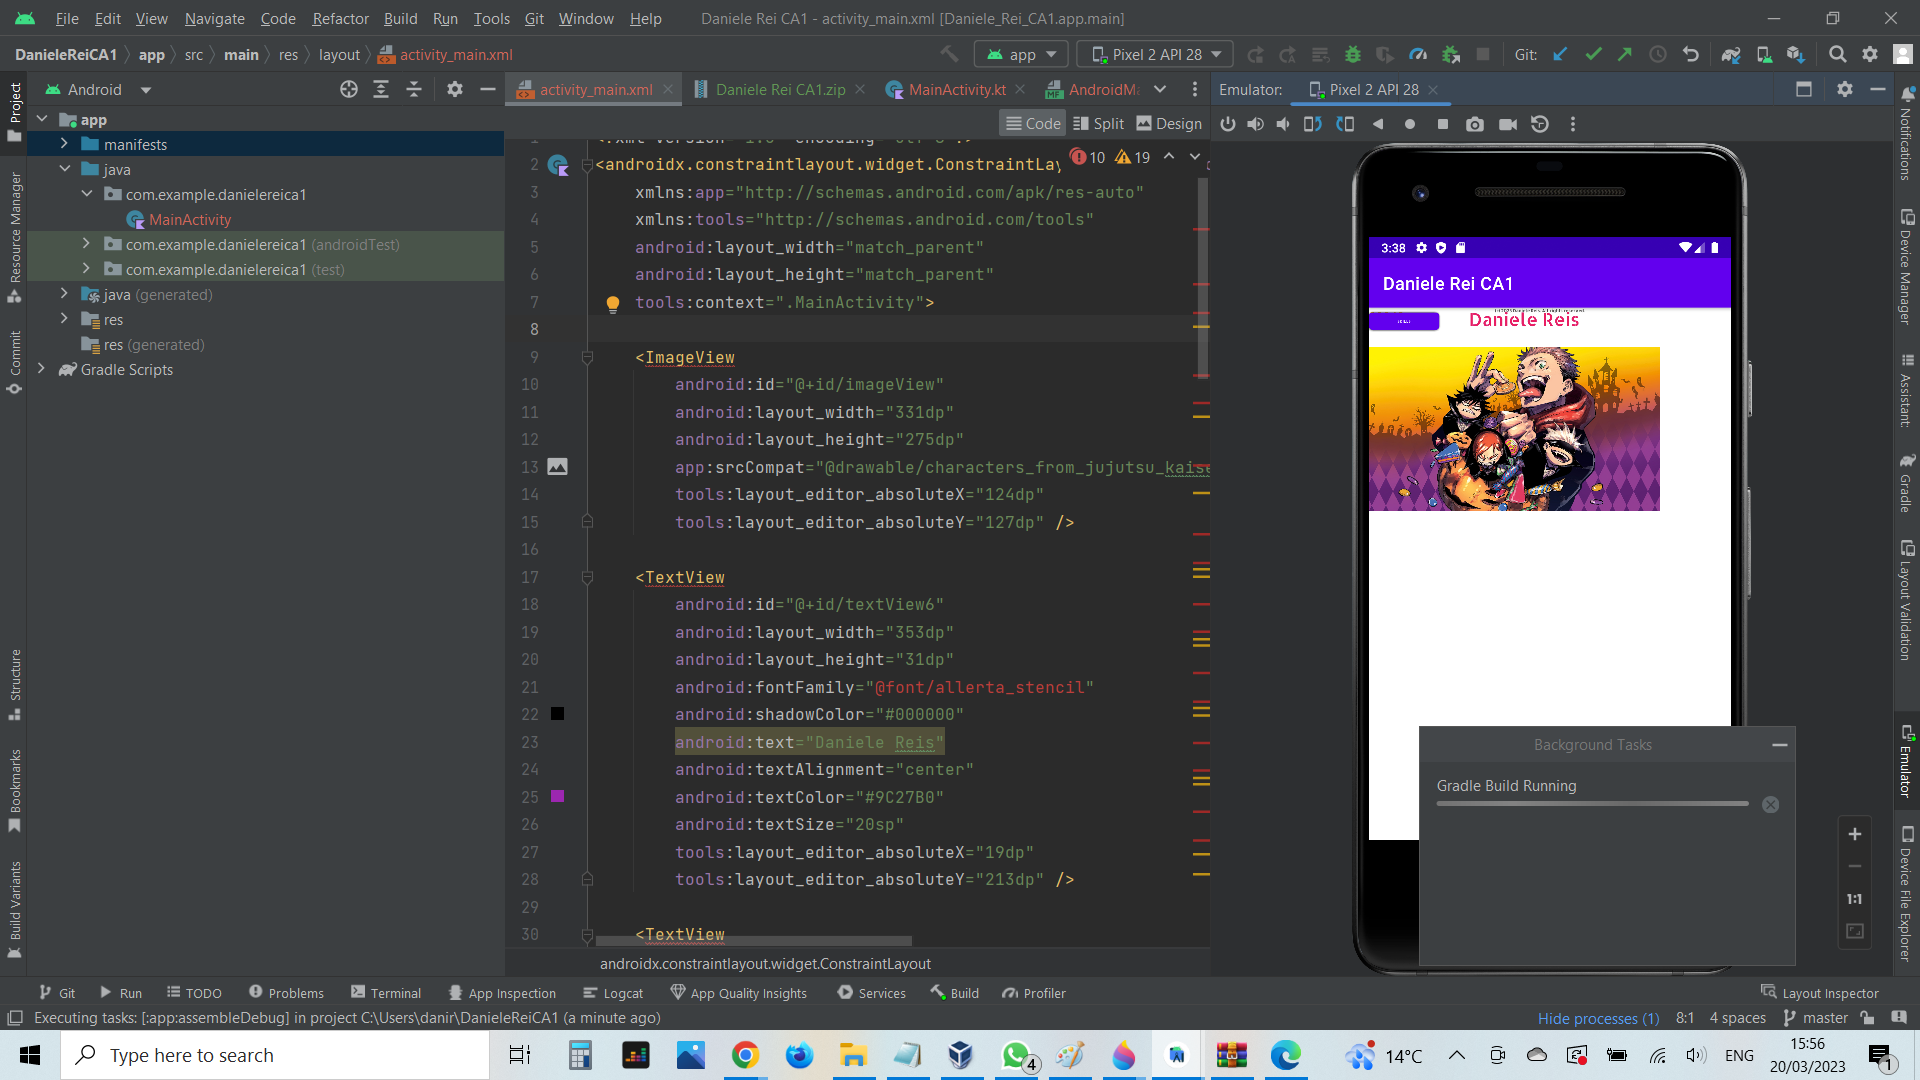 File Edit View Navigate Code Refactor Build Run Tools Git Window Help Daniele Rei CA1 - activity_main.xml [Daniele_Rei_CA1.app.main]
DanieleReiCA1 app src main res layout activity_main.xml app Pixel 2 API 28 Git:
Project
Android
activity_main.xml Daniele Rei CA1.zip MainActivity.kt AndroidMa
Emulator: Pixel 2 API 28
Code Split Design
app
manifests
java
com.example.danielereica1
MainActivity
com.example.danielereica1 (androidTest)
com.example.danielereica1 (test)
java (generated)
res
res (generated)
Gradle Scripts
10 19
2 <androidx.constraintlayout.widget.ConstraintLay
3 xmlns:app="http://schemas.android.com/apk/res-auto"
4 xmlns:tools="http://schemas.android.com/tools"
5 android:layout_width="match_parent"
6 android:layout_height="match_parent"
7 tools:context=".MainActivity">
8
9 <ImageView
10 android:id="@+id/imageView"
11 android:layout_width="331dp"
12 android:layout_height="275dp"
13 app:srcCompat="@drawable/characters_from_jujutsu_kaise
14 tools:layout_editor_absoluteX="124dp"
15 tools:layout_editor_absoluteY="127dp" />
16
17 <TextView
18 android:id="@+id/textView6"
19 android:layout_width="353dp"
20 android:layout_height="31dp"
21 android:fontFamily="@font/allerta_stencil"
22 android:shadowColor="#000000"
23 android:text="Daniele Reis"
24 android:textAlignment="center"
25 android:textColor="#9C27B0"
26 android:textSize="20sp"
27 tools:layout_editor_absoluteX="19dp"
28 tools:layout_editor_absoluteY="213dp" />
29
30 <TextView
androidx.constraintlayout.widget.ConstraintLayout
3:38
Daniele Rei CA1
Daniele Reis
Background Tasks
Gradle Build Running
1:1
Resource Manager
Commit
Structure
Bookmarks
Build Variants
Notifications
Device Manager
Assistant:
Gradle
Layout Validation
Emulator
Device File Explorer
Git Run TODO Problems Terminal App Inspection Logcat App Quality Insights Services Build Profiler Layout Inspector
Executing tasks: [:app:assembleDebug] in project C:\Users\danir\DanieleReiCA1 (a minute ago) Hide processes (1) 8:1 4 spaces master
Type here to search
4
14°C
ENG
15:56
20/03/2023
1